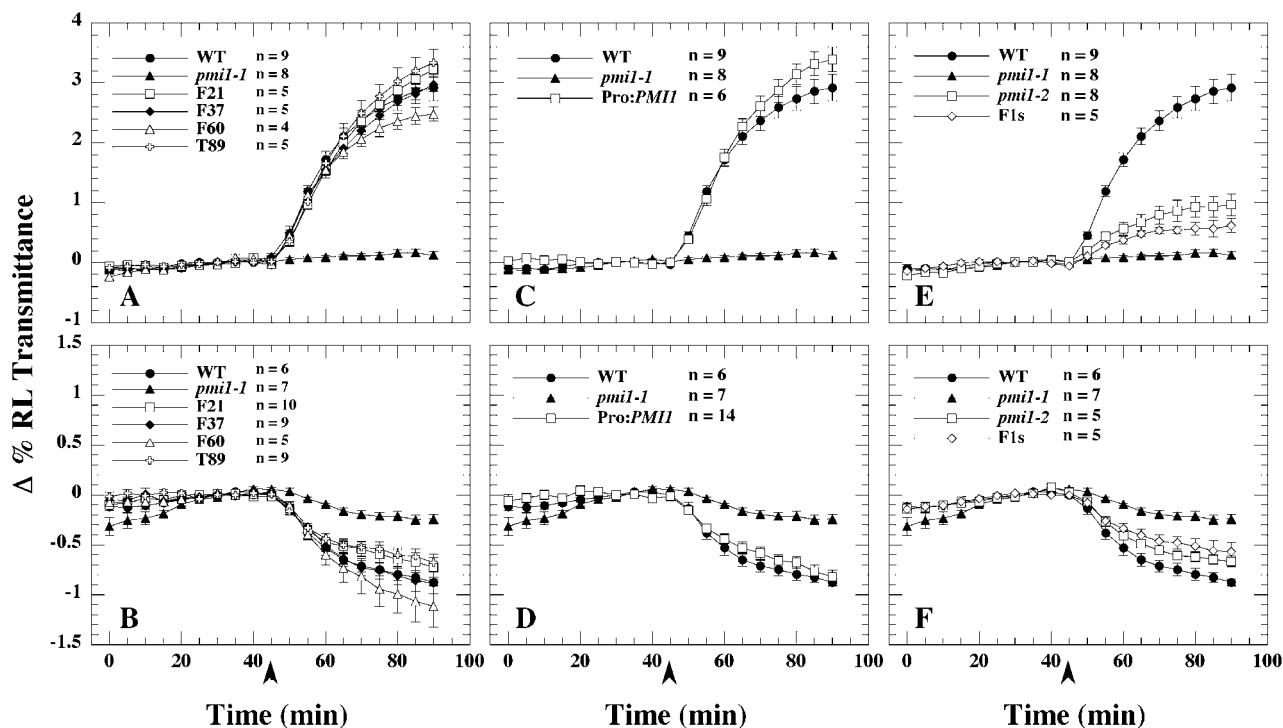 Δ % RL Transmittance
4
3
2
1
0
-1
WT n = 9
pmi1-1 n = 8
F21 n = 5
F37 n = 5
F60 n = 4
T89 n = 5
A
WT n = 9
pmi1-1 n = 8
Pro:PMI1 n = 6
C
WT n = 9
pmi1-1 n = 8
pmi1-2 n = 8
F1s n = 5
E
1.5
1
0.5
0
-0.5
-1
-1.5
WT n = 6
pmi1-1 n = 7
F21 n = 10
F37 n = 9
F60 n = 5
T89 n = 9
B
WT n = 6
pmi1-1 n = 7
Pro:PMI1 n = 14
D
WT n = 6
pmi1-1 n = 7
pmi1-2 n = 5
F1s n = 5
F
0 20 40 60 80 100
0 20 40 60 80 100
0 20 40 60 80 100
Time (min)
Time (min)
Time (min)